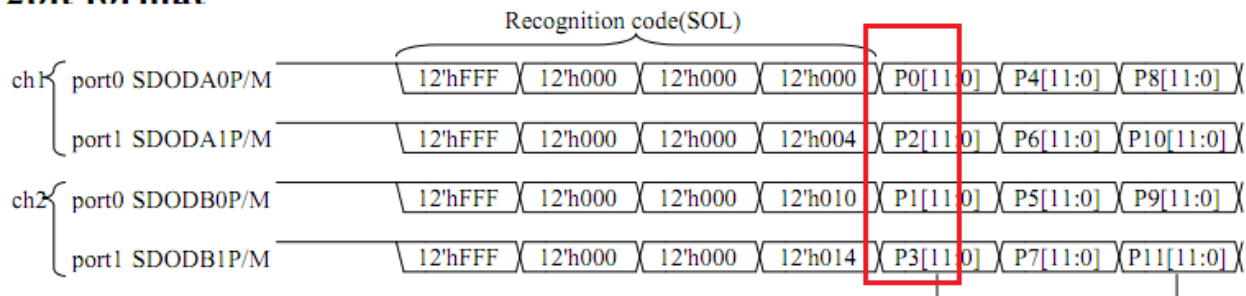 Recognition code(SOL)
ch1 port0 SDODA0P/M 12'hFFF 12'h000 12'h000 12'h000 P0[11:0] P4[11:0] P8[11:0]
port1 SDODA1P/M 12'hFFF 12'h000 12'h000 12'h004 P2[11:0] P6[11:0] P10[11:0]
ch2 port0 SDODB0P/M 12'hFFF 12'h000 12'h000 12'h010 P1[11:0] P5[11:0] P9[11:0]
port1 SDODB1P/M 12'hFFF 12'h000 12'h000 12'h014 P3[11:0] P7[11:0] P11[11:0]